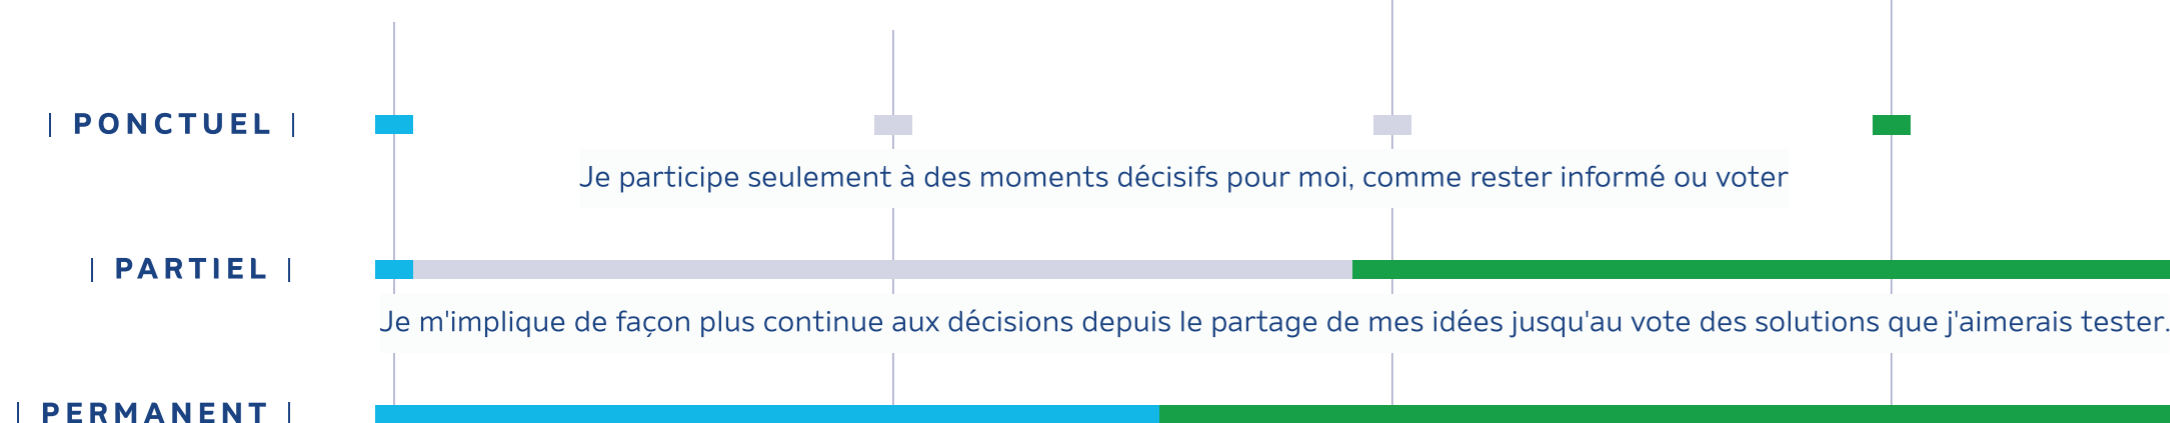 | PONCTUEL |
Je participe seulement à des moments décisifs pour moi, comme rester informé ou voter
| PARTIEL |
Je m'implique de façon plus continue aux décisions depuis le partage de mes idées jusqu'au vote des solutions que j'aimerais tester.
| PERMANENT |